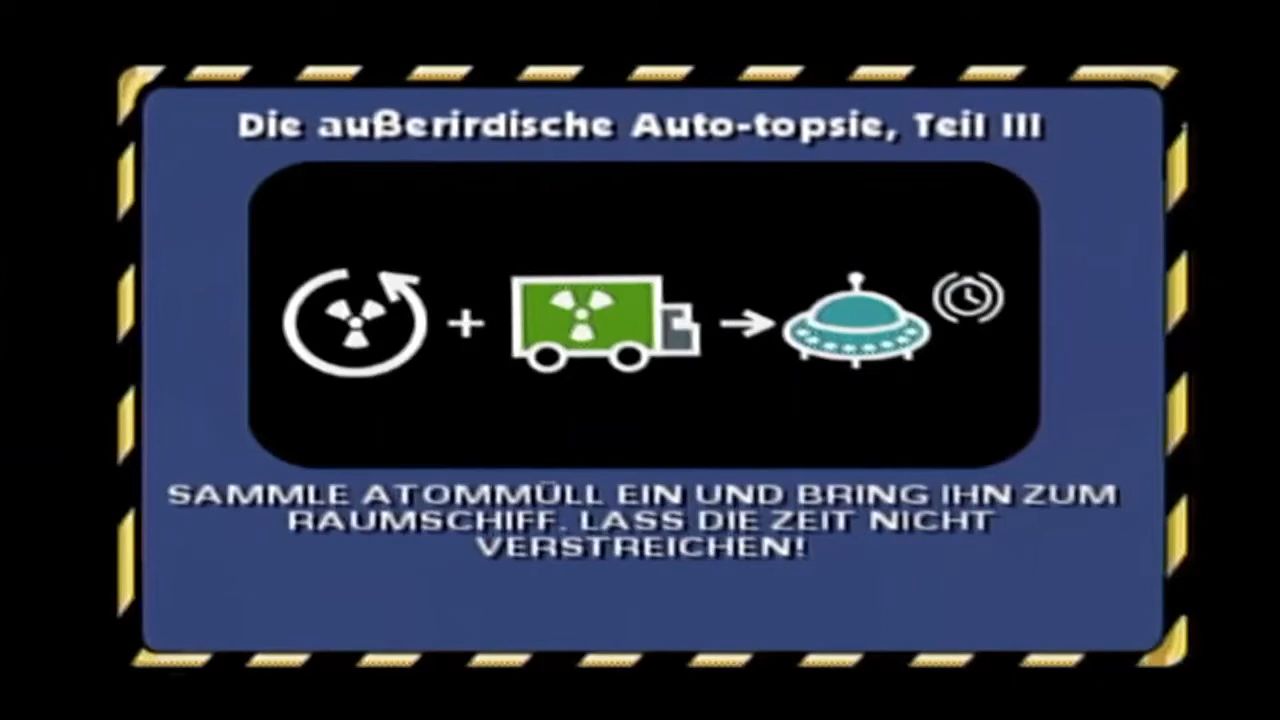 Die außerirdische Auto-topsie, Teil III
SAMMLE ATOMMÜLL EIN UND BRING IHN ZUM
RAUMSCHIFF. LASS DIE ZEIT NICHT
VERSTREICHEN!